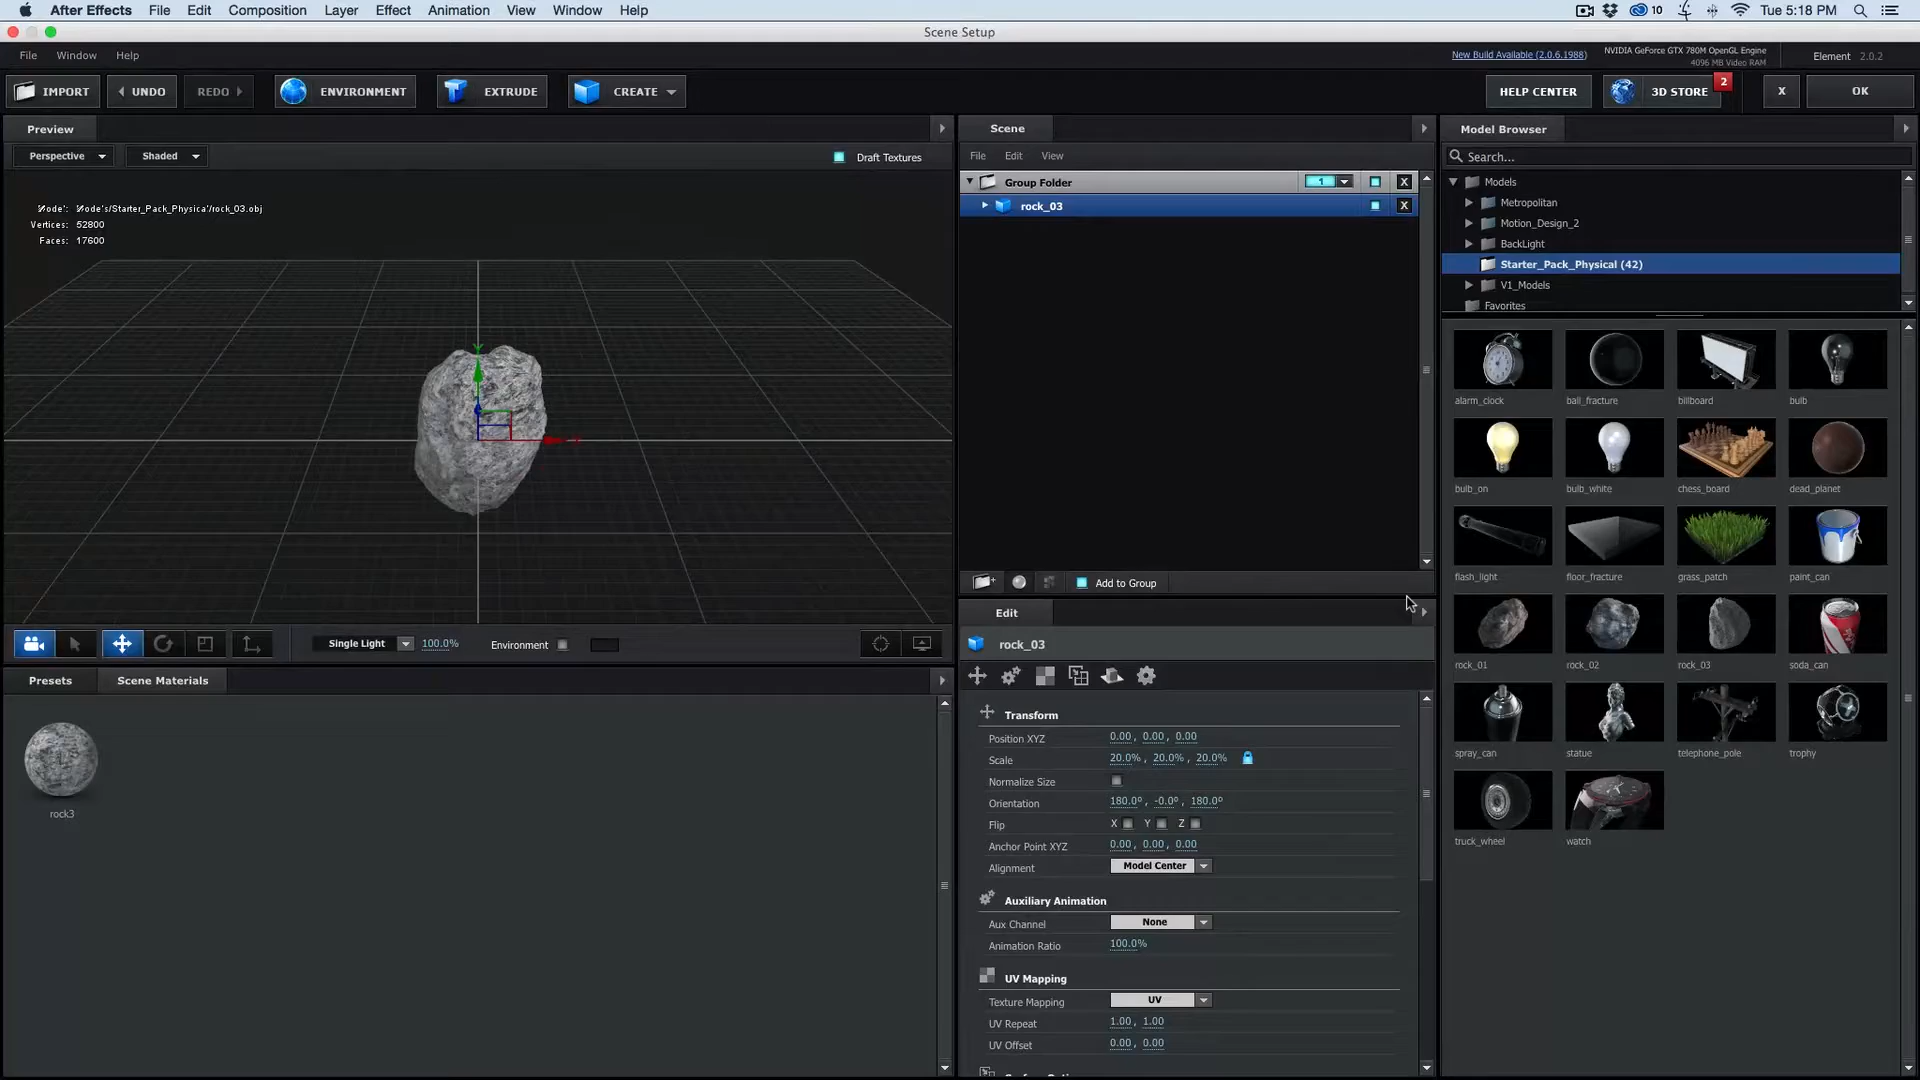 After Effects File Edit Composition Layer Effect Animation View Window Help
10 Tue 5:18 PM
Scene Setup
File Window Help
New Build Available (2.0.6.1988)
NVIDIA GeForce GTX 780M OpenGL Engine
4096 MB Video RAM
Element 2.0.2
IMPORT UNDO REDO ENVIRONMENT EXTRUDE CREATE
HELP CENTER 3D STORE 2 X OK
Preview
Perspective Shaded
Draft Textures
Vertices: 52800
Faces: 17600
Y
Single Light 100.0% Environment
Presets Scene Materials
rock3
Scene
File Edit View
Group Folder 1 X
rock_03 X
Add to Group
Edit
rock_03
Transform
Position XYZ 0.00, 0.00, 0.00
Scale 20.0%, 20.0%, 20.0%
Normalize Size
Orientation 180.0°, -0.0°, 180.0°
Flip X Y Z
Anchor Point XYZ 0.00, 0.00, 0.00
Alignment Model Center
Auxiliary Animation
Aux Channel None
Animation Ratio 100.0%
UV Mapping
Texture Mapping UV
UV Repeat 1.00, 1.00
UV Offset 0.00, 0.00
Model Browser
Search...
Models
Metropolitan
Motion_Design_2
BackLight
Starter_Pack_Physical (42)
V1_Models
Favorites
alarm_clock ball_fracture billboard bulb
bulb_on bulb_white chess_board dead_planet
flash_light floor_fracture grass_patch paint_can
rock_01 rock_02 rock_03 soda_can
spray_can statue telephone_pole trophy
truck_wheel watch